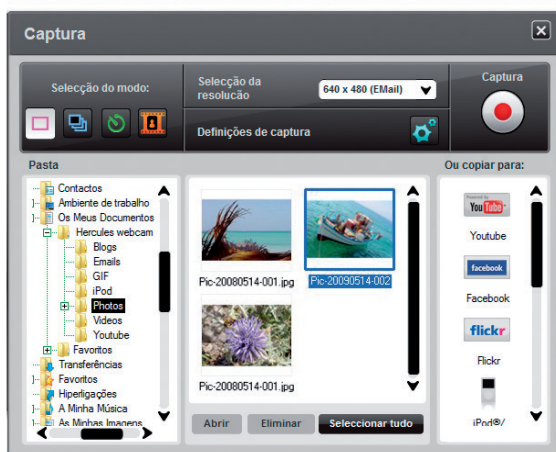 Captura
Selecção do modo:
Selecção da
resolucão
640 x 480 (EMail)
Captura
Definições de captura
Pasta
Ou copiar para:
Contactos
Ambiente de trabalho
Os Meus Documentos
Hercules webcam
Blogs
Emails
GIF
iPod
Photos
Videos
Youtube
Favoritos
Transferências
Favoritos
Hiperligações
A Minha Música
As Minhas Imagens
Pic-20080514-001.jpg
Pic-20090514-002
Pic-20080514-001.jpg
Abrir
Eliminar
Seleccionar tudo
Powered by
You Tube
Youtube
facebook
Facebook
flickr
Flickr
iPod®/